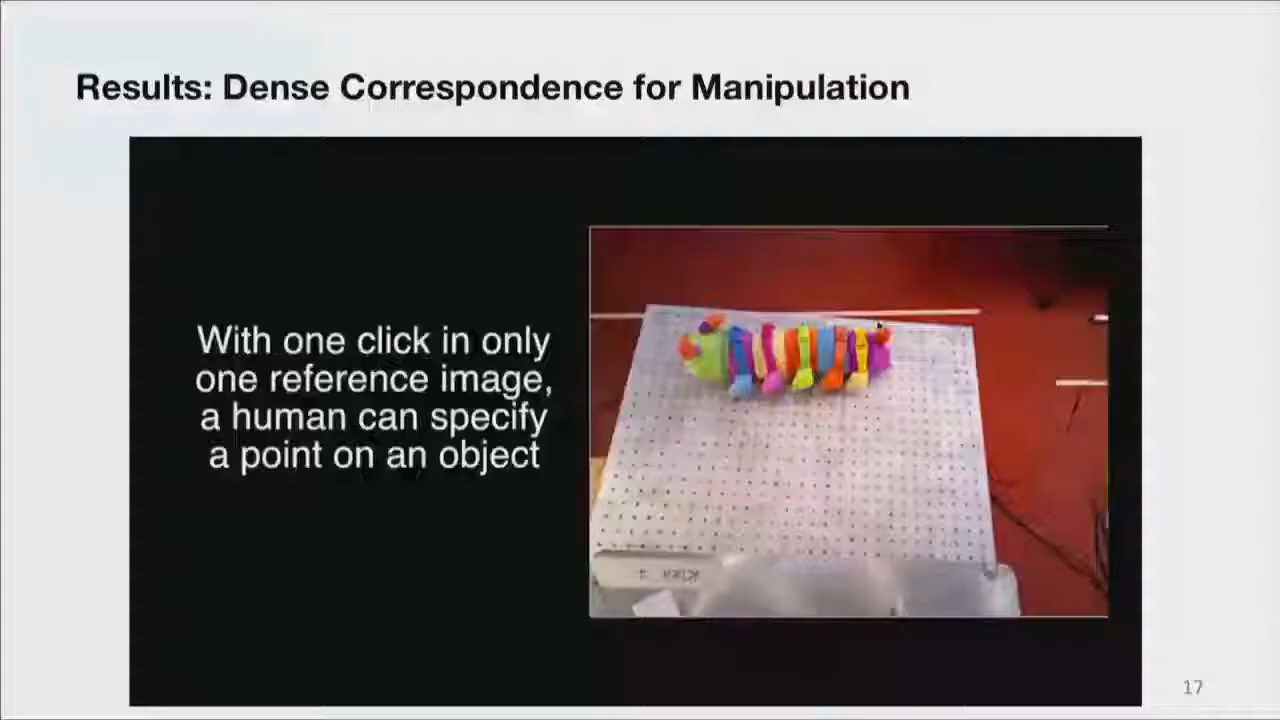 Results: Dense Correspondence for Manipulation
With one click in only
one reference image,
a human can specify
a point on an object
17